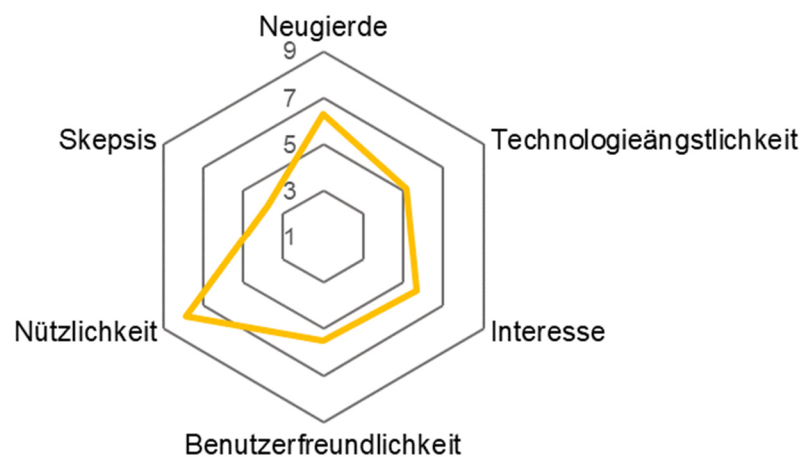 Neugierde
9
7
Skepsis
5
Technologieängstlichkeit
3
1
Nützlichkeit
Interesse
Benutzerfreundlichkeit